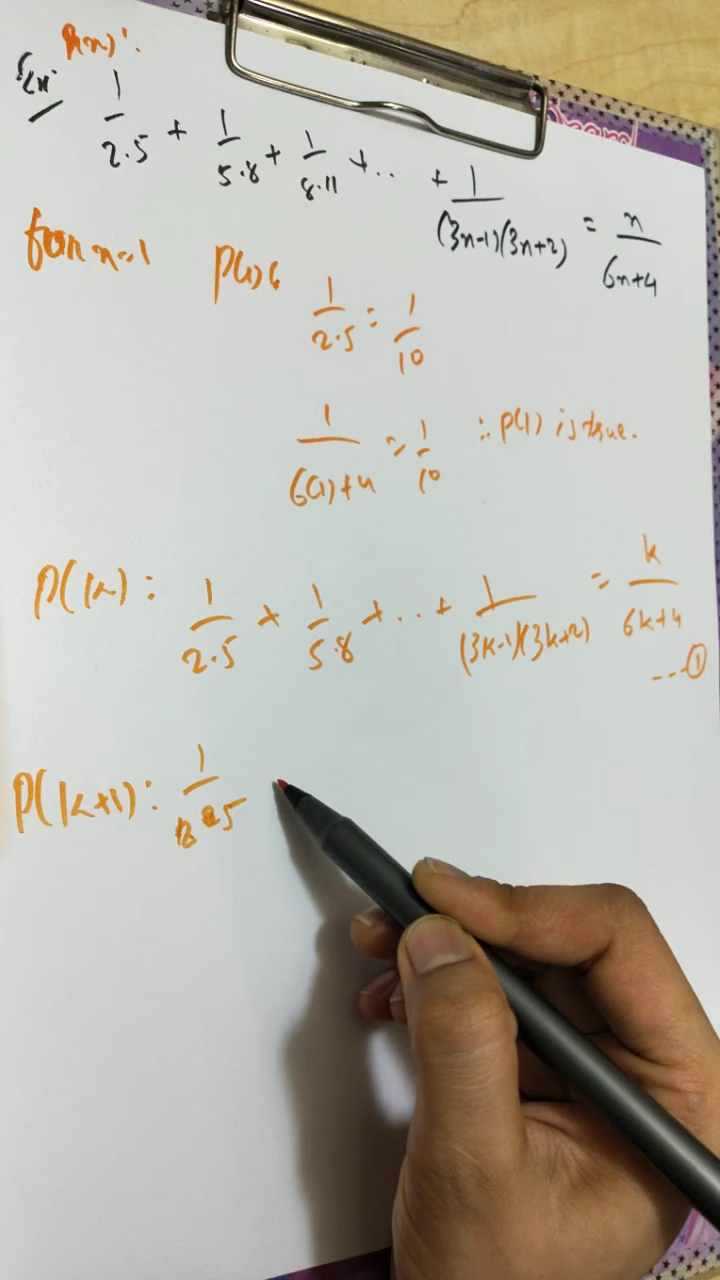 P(n):
Ex. 1/2.5 + 1/5.8 + 1/8.11 + .. + 1/(3n-1)(3n+2) = n/6n+4
for n=1 P(1)
1/2.5 = 1/10
1/6(1)+4 = 1/10 ∴ P(1) is true.
P(k): 1/2.5 + 1/5.8 + .. + 1/(3k-1)(3k+2) = k/6k+4
---①
P(k+1): 1/2.5